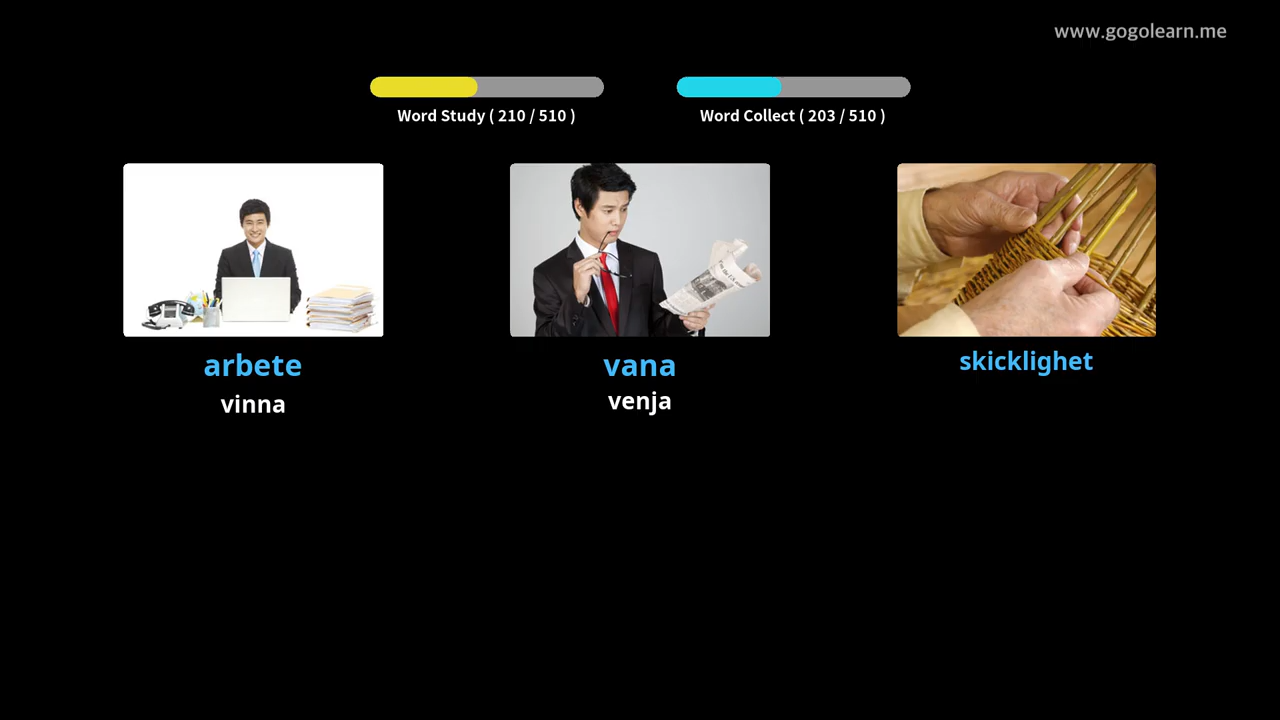 www.gogolearn.me
Word Study ( 210 / 510 )
Word Collect ( 203 / 510 )
arbete
vinna
vana
venja
skicklighet